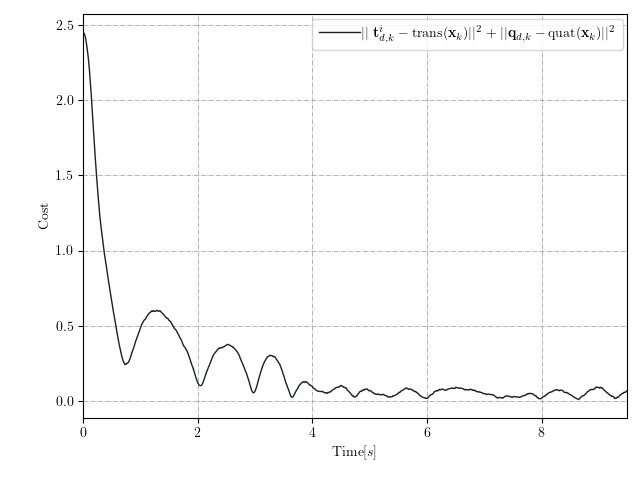 2.5
|| t^i_{d,k} − trans(x_k)||^2 + ||q_{d,k} − quat(x_k)||^2
2.0
1.5
Cost
1.0
0.5
0.0
0 2 4 6 8
Time[s]